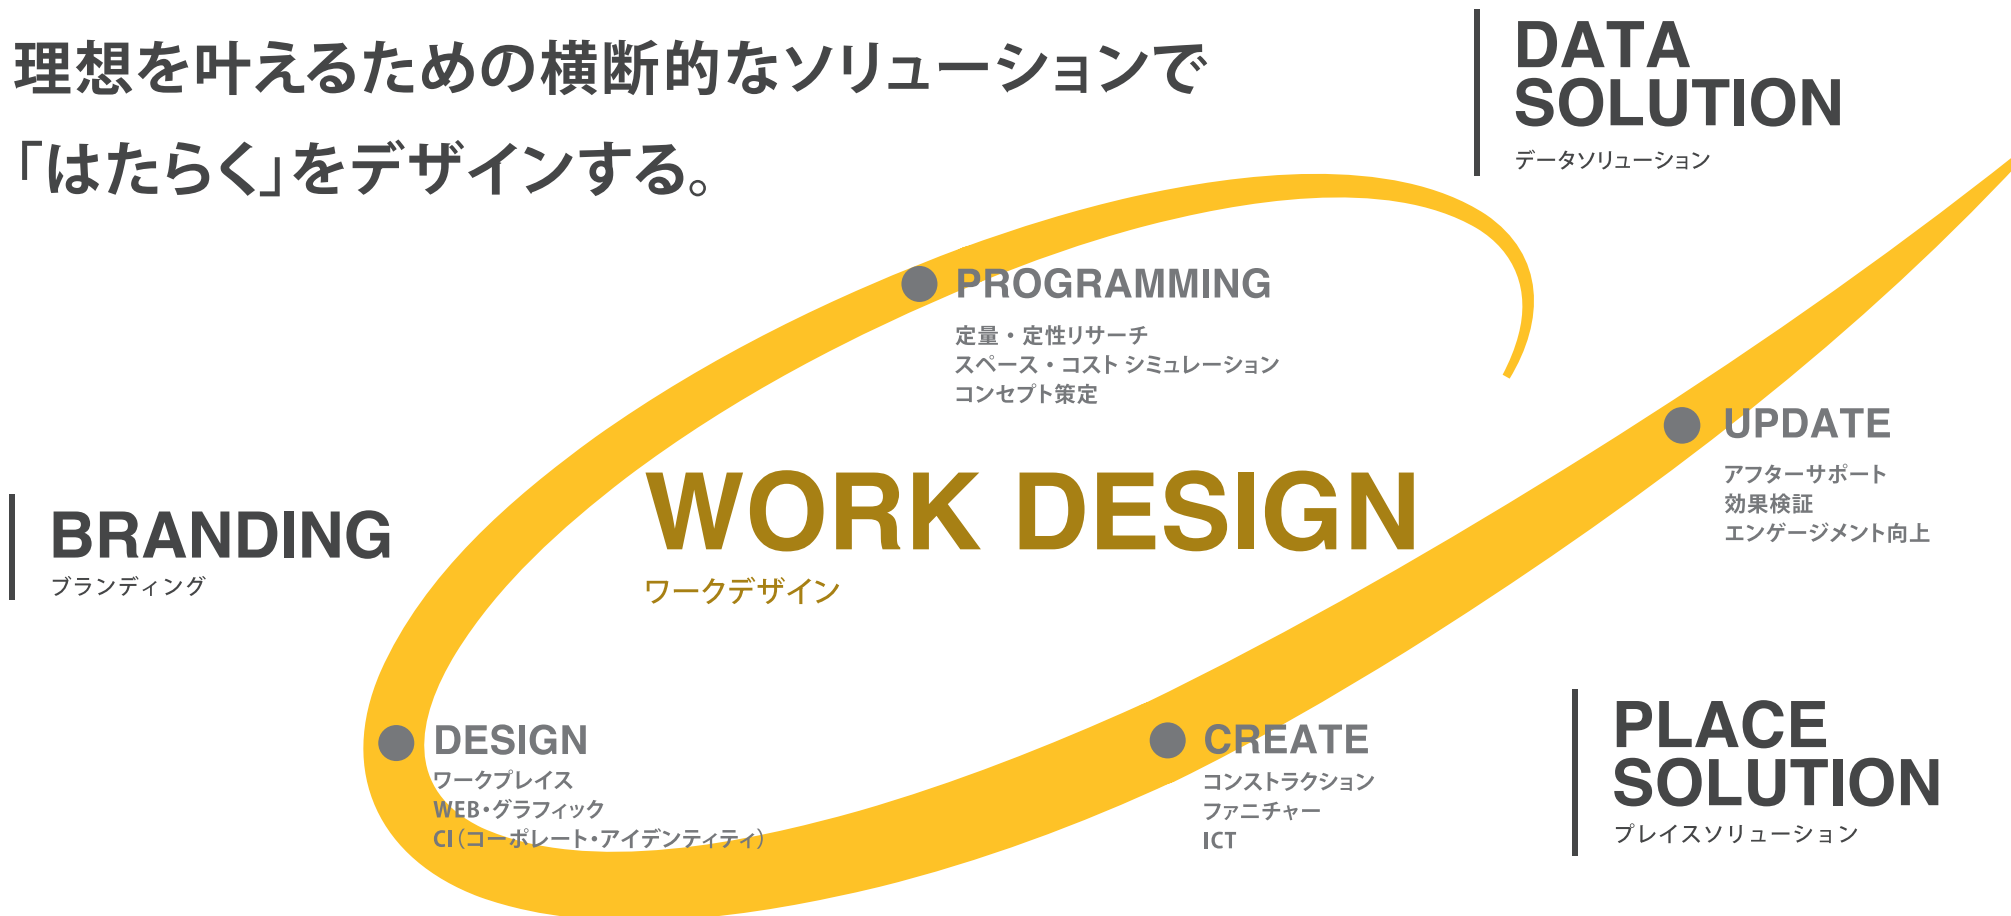 理想を叶えるための横断的なソリューションで
「はたらく」をデザインする。
DATA
SOLUTION
データソリューション
PROGRAMMING
定量・定性リサーチ
スペース・コスト シミュレーション
コンセプト策定
UPDATE
アフターサポート
効果検証
エンゲージメント向上
WORK DESIGN
ワークデザイン
BRANDING
ブランディング
DESIGN
ワークプレイス
WEB・グラフィック
CI（コーポレート・アイデンティティ）
CREATE
コンストラクション
ファニチャー
ICT
PLACE
SOLUTION
プレイスソリューション